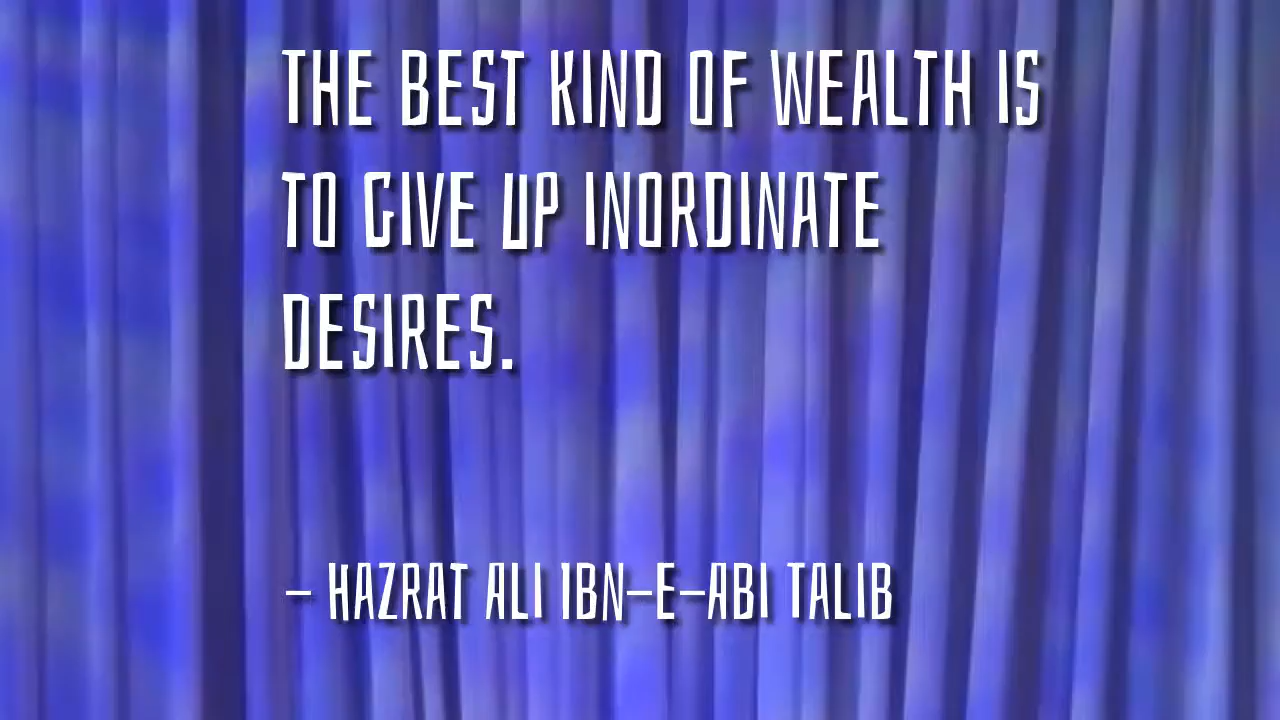 THE BEST KIND OF WEALTH IS
TO GIVE UP INORDINATE
DESIRES.
– HAZRAT ALI IBN-E-ABI TALIB